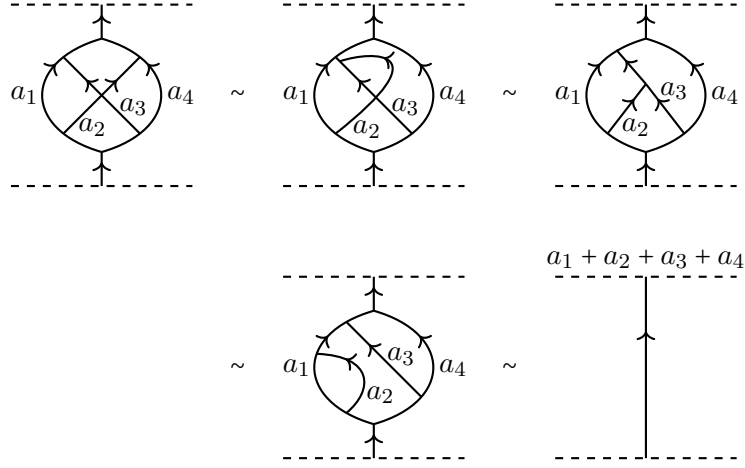 a₁ a₂ a₃ a₄ ~ a₁ a₂ a₃ a₄ ~ a₁ a₂ a₃ a₄
a₁ + a₂ + a₃ + a₄
~ a₁ a₂ a₃ a₄ ~